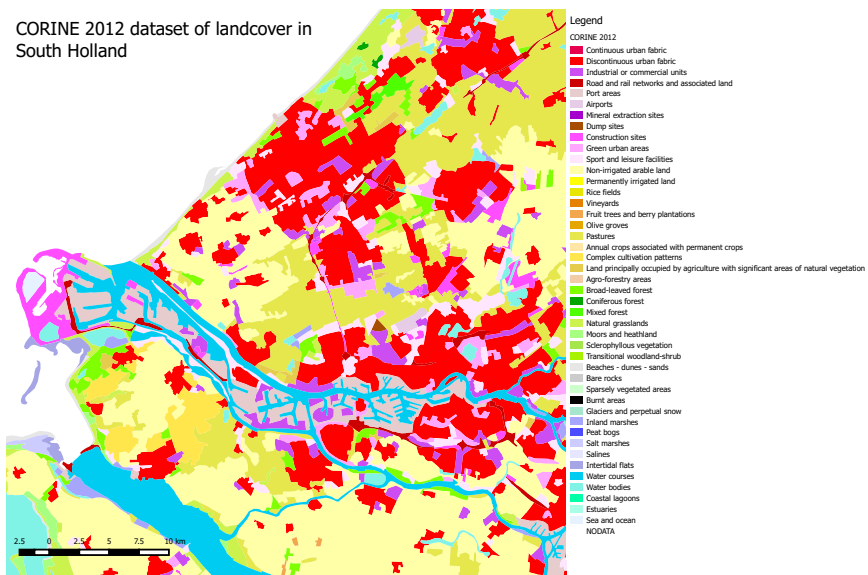 CORINE 2012 dataset of landcover in
South Holland
Legend
CORINE 2012
Continuous urban fabric
Discontinuous urban fabric
Industrial or commercial units
Road and rail networks and associated land
Port areas
Airports
Mineral extraction sites
Dump sites
Construction sites
Green urban areas
Sport and leisure facilities
Non-irrigated arable land
Permanently irrigated land
Rice fields
Vineyards
Fruit trees and berry plantations
Olive groves
Pastures
Annual crops associated with permanent crops
Complex cultivation patterns
Land principally occupied by agriculture with significant areas of natural vegetation
Agro-forestry areas
Broad-leaved forest
Coniferous forest
Mixed forest
Natural grasslands
Moors and heathland
Sclerophyllous vegetation
Transitional woodland-shrub
Beaches - dunes - sands
Bare rocks
Sparsely vegetated areas
Burnt areas
Glaciers and perpetual snow
Inland marshes
Peat bogs
Salt marshes
Salines
Intertidal flats
Water courses
Water bodies
Coastal lagoons
Estuaries
Sea and ocean
NODATA
2.5 0 2.5 5 7.5 10 km